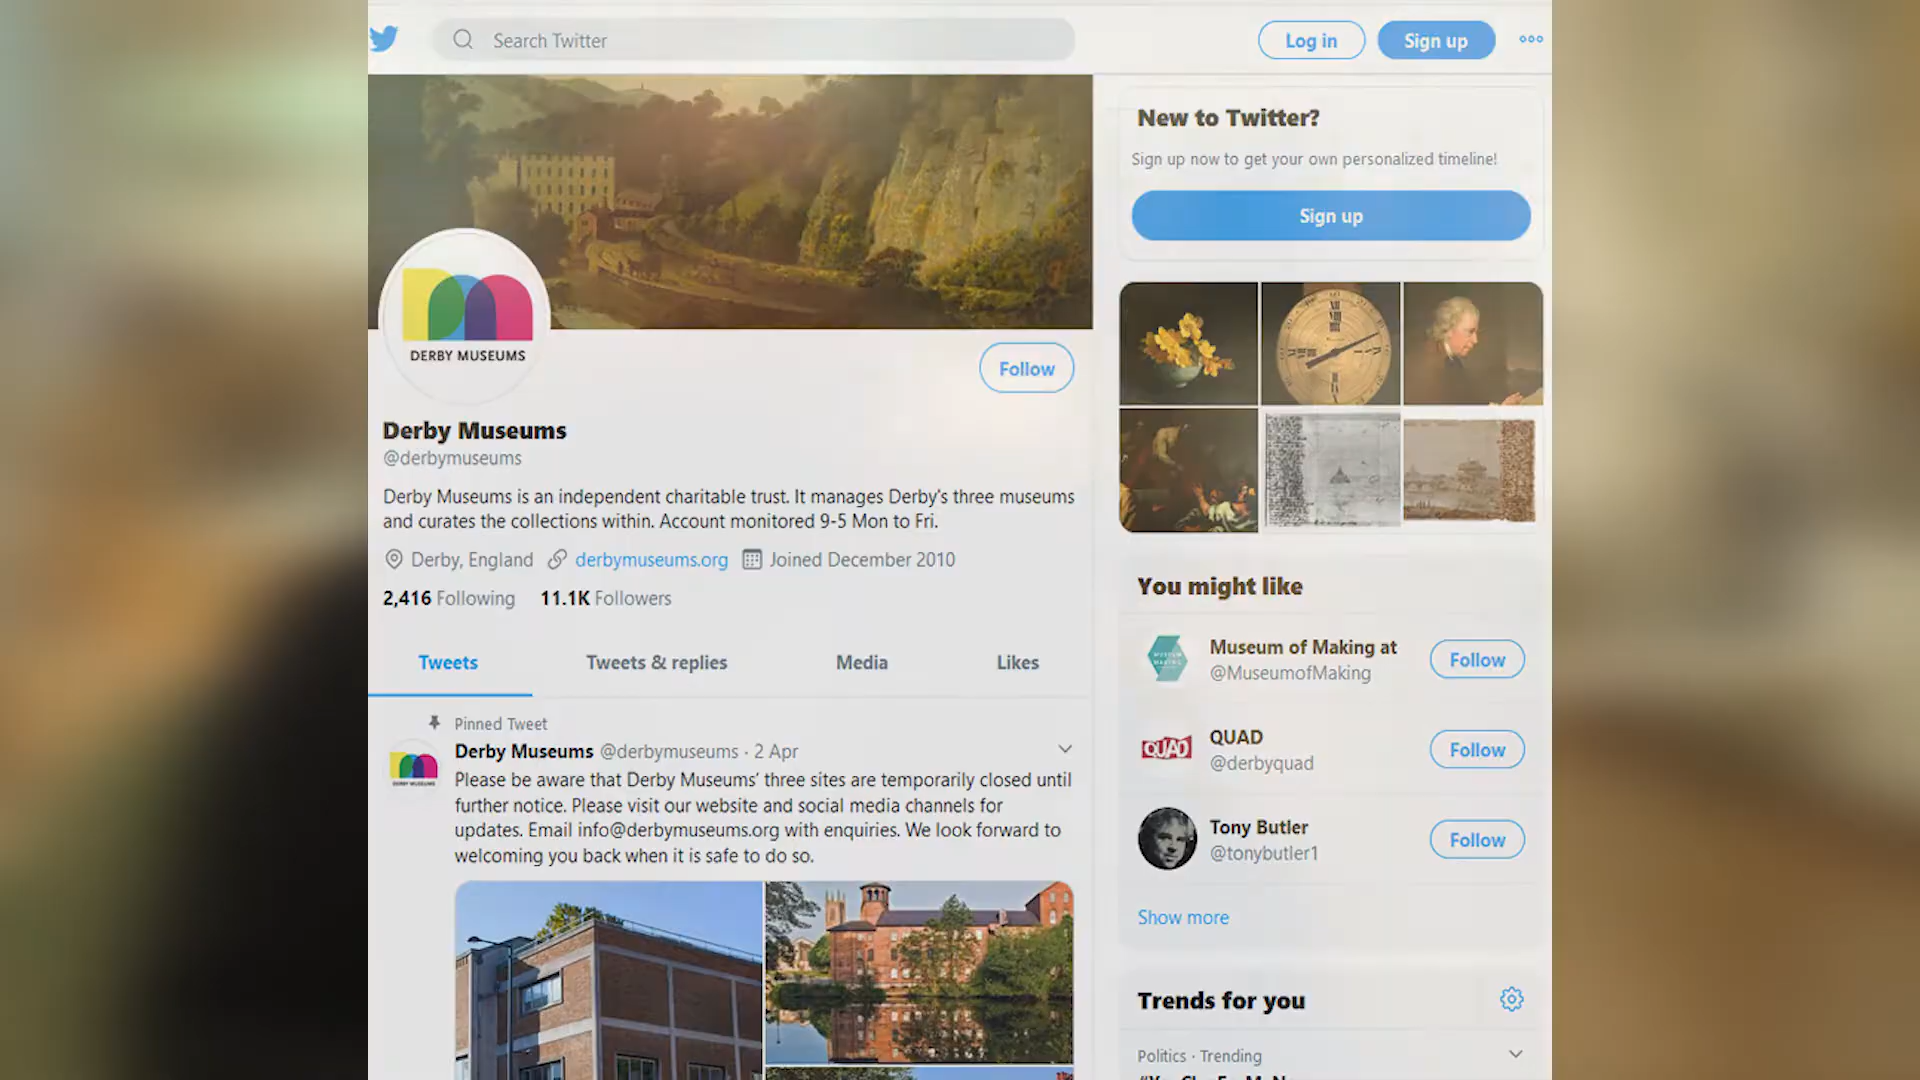 Search Twitter
Log in
Sign up
New to Twitter?
Sign up now to get your own personalized timeline!
Sign up
DERBY MUSEUMS
Follow
Derby Museums
@derbymuseums
Derby Museums is an independent charitable trust. It manages Derby's three museums
and curates the collections within. Account monitored 9-5 Mon to Fri.
Derby, England derbymuseums.org Joined December 2010
2,416 Following 11.1K Followers
Tweets Tweets & replies Media Likes
Pinned Tweet
Derby Museums @derbymuseums · 2 Apr
DERBY MUSEUMS
Please be aware that Derby Museums' three sites are temporarily closed until
further notice. Please visit our website and social media channels for
updates. Email info@derbymuseums.org with enquiries. We look forward to
welcoming you back when it is safe to do so.
You might like
Museum of Making at
@MuseumofMaking
Follow
QUAD
QUAD
@derbyquad
Follow
Tony Butler
@tonybutler1
Follow
Show more
Trends for you
Politics · Trending